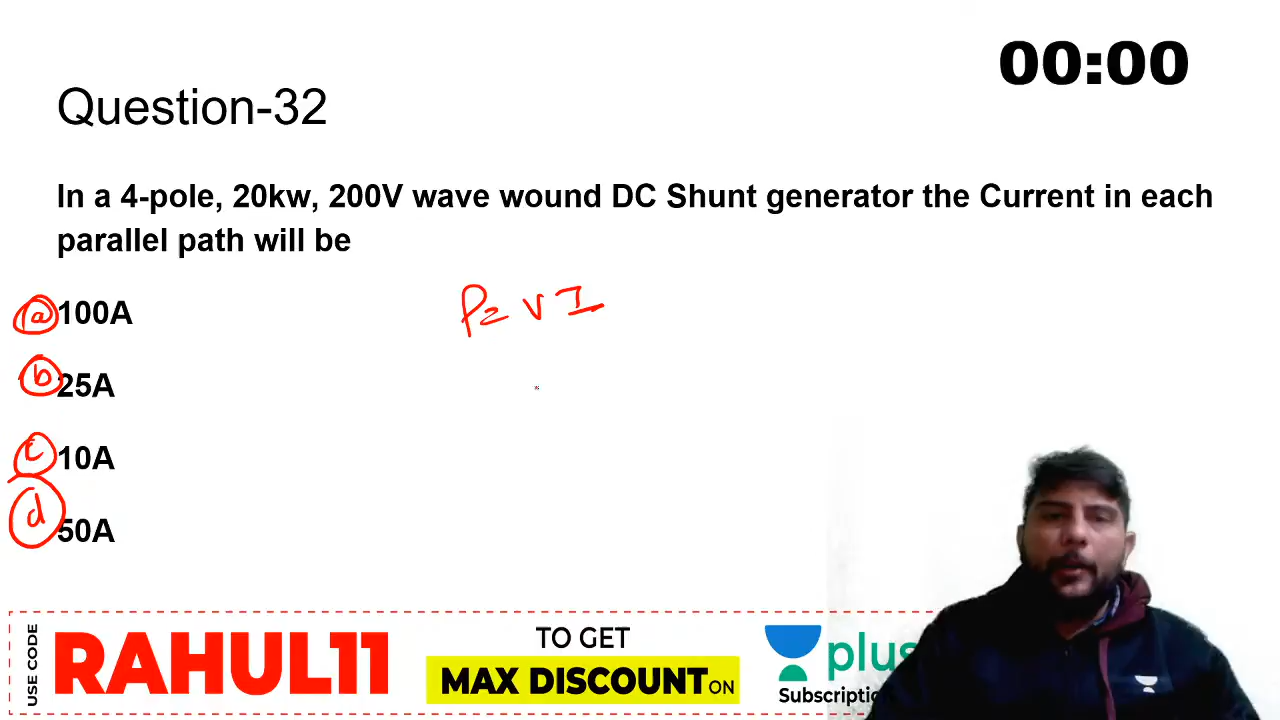 00:00
Question-32
In a 4-pole, 20kw, 200V wave wound DC Shunt generator the Current in each
parallel path will be
a 100A
P = V I
b 25A
c 10A
d 50A
USE CODE
RAHUL11
TO GET
MAX DISCOUNT ON
plus
Subscriptio